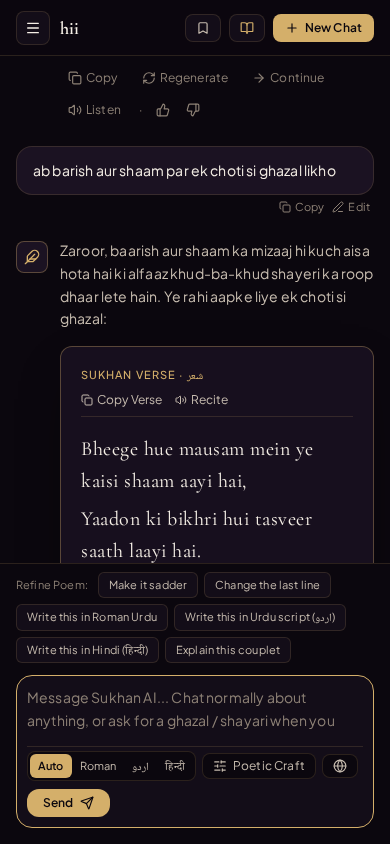 hii
New Chat
Copy
Regenerate
Continue
Listen
·
ab barish aur shaam par ek choti si ghazal likho
Copy
Edit
Zaroor, baarish aur shaam ka mizaaj hi kuch aisa
hota hai ki alfaaz khud-ba-khud shayeri ka roop
dhaar lete hain. Ye rahi aapke liye ek choti si
ghazal:
SUKHAN VERSE · شعر
Copy Verse
Recite
Bheege hue mausam mein ye
kaisi shaam aayi hai,
Yaadon ki bikhri hui tasveer
saath laayi hai.
Refine Poem:
Make it sadder
Change the last line
Write this in Roman Urdu
Write this in Urdu script (اردو)
Write this in Hindi (हिन्दी)
Explain this couplet
Message Sukhan AI... Chat normally about
anything, or ask for a ghazal / shayari when you
Auto
Roman
اردو
हिन्दी
Poetic Craft
Send